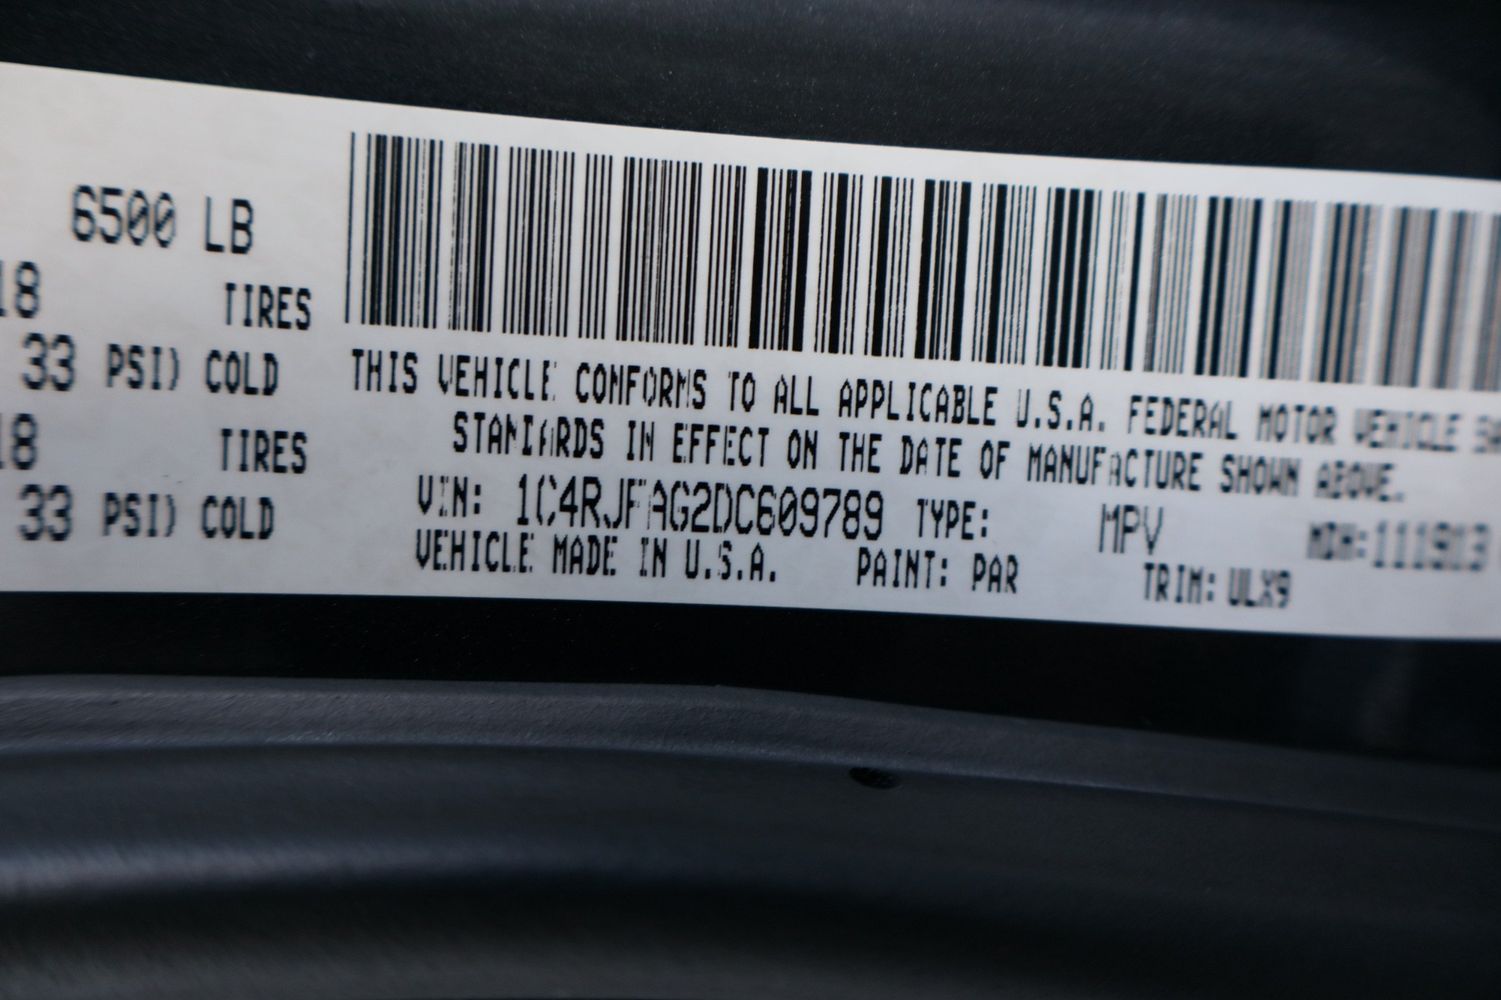 6500 LB
18 TIRES
33 PSI) COLD
18 TIRES
33 PSI) COLD
THIS VEHICLE CONFORMS TO ALL APPLICABLE U.S.A. FEDERAL MOTOR VEHICLE SA
STANDARDS IN EFFECT ON THE DATE OF MANUFACTURE SHOWN ABOVE.
VIN: 1C4RJFAG2DC609789 TYPE: MPV MDH:
VEHICLE MADE IN U.S.A. PAINT: PAR TRIM: ULX9